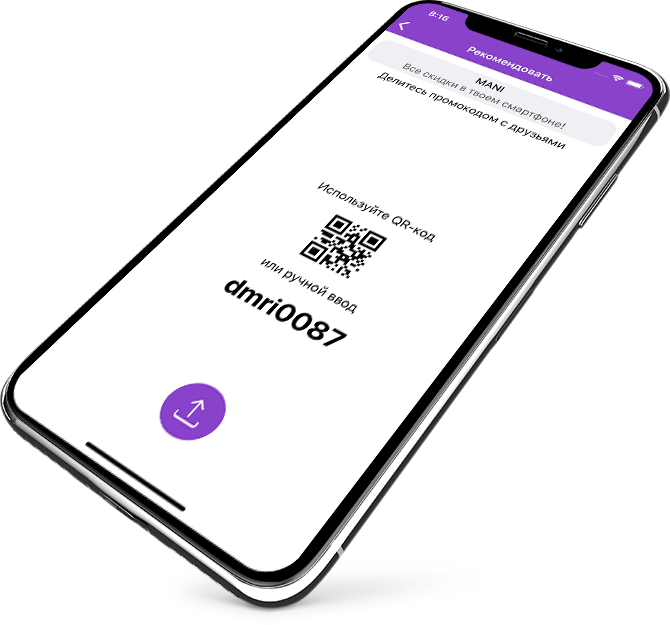 8:16
Рекомендовать
MANI
Все скидки в твоем смартфоне!
Делитесь промокодом с друзьями
Используйте QR-код
или ручной ввод
dmri0087